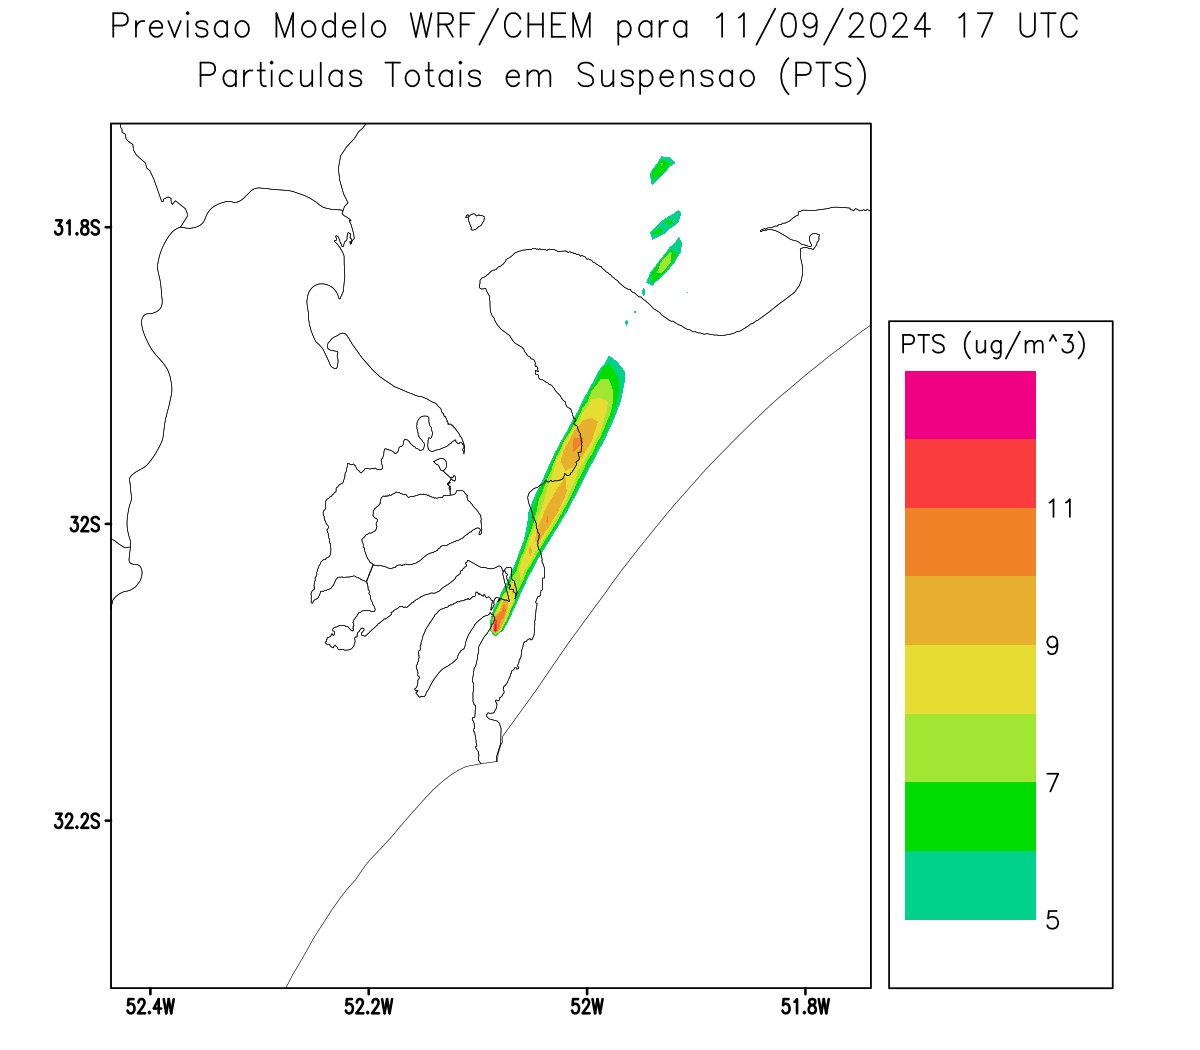 Previsao Modelo WRF/CHEM para 11/09/2024 17 UTC
Particulas Totais em Suspensao (PTS)
31.8S
32S
32.2S
52.4W 52.2W 52W 51.8W
PTS (ug/m^3)
11
9
7
5